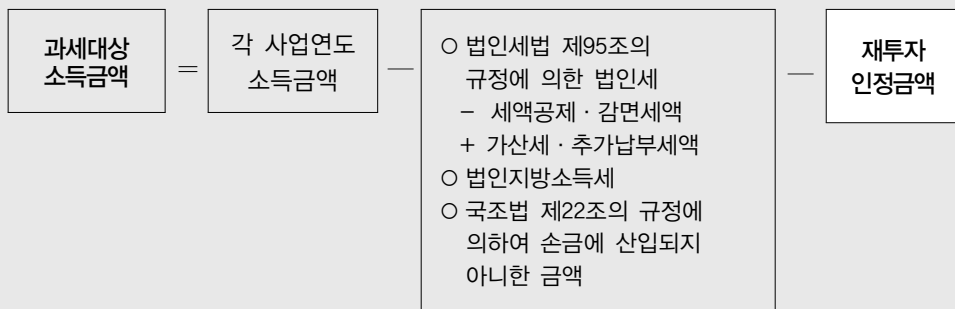 과세대상
소득금액
=
각 사업연도
소득금액
—
○ 법인세법 제95조의
규정에 의한 법인세
- 세액공제·감면세액
+ 가산세·추가납부세액
○ 법인지방소득세
○ 국조법 제22조의 규정에
의하여 손금에 산입되지
아니한 금액
—
재투자
인정금액